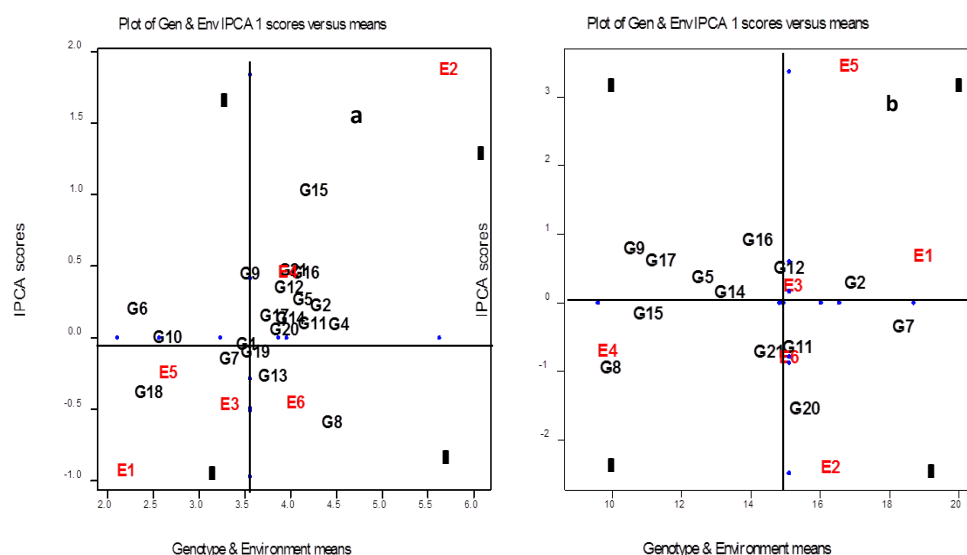 Plot of Gen & Env IPCA 1 scores versus means
2.0
1.5
1.0
0.5
0.0
-0.5
-1.0
2.0 2.5 3.0 3.5 4.0 4.5 5.0 5.5 6.0
IPCA scores
Genotype & Environment means
a
E2
G15
G9
G21
G16
G12
G5
G2
G6
G17
G14
G11
G4
G20
G10
G1
G19
G7
E5
G13
G18
E3
E6
G8
E1
Plot of Gen & Env IPCA 1 scores versus means
3
2
1
0
-1
-2
10 12 14 16 18 20
IPCA scores
Genotype & Environment means
b
E5
G16
G9
G17
E1
G12
G5
E3
G2
G14
G15
G7
E4
G21
G11
E6
G8
G20
E2